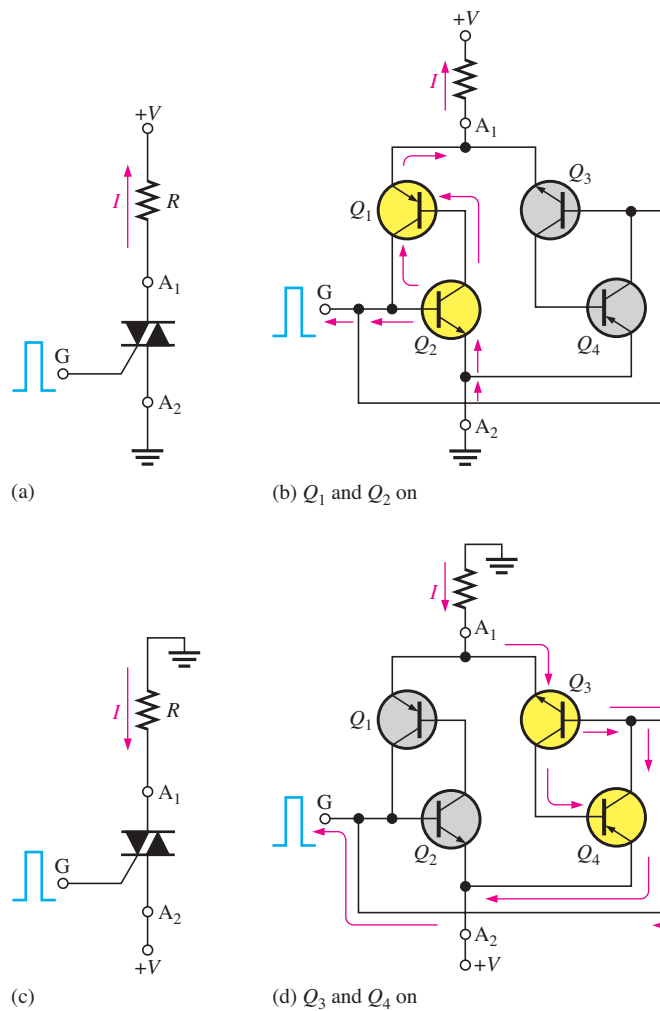 +V
I
R
A1
G
A2
(a)
+V
I
A1
Q3
Q1
G
Q2
Q4
A2
(b) Q1 and Q2 on
I
R
A1
G
A2
+V
(c)
I
A1
Q3
Q1
G
Q2
Q4
A2
+V
(d) Q3 and Q4 on